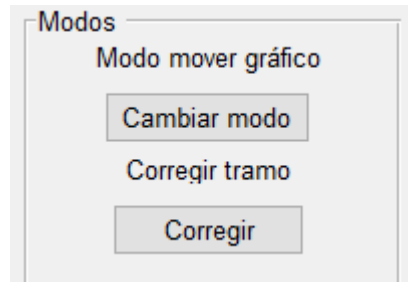 Modos
Modo mover gráfico
Cambiar modo
Corregir tramo
Corregir